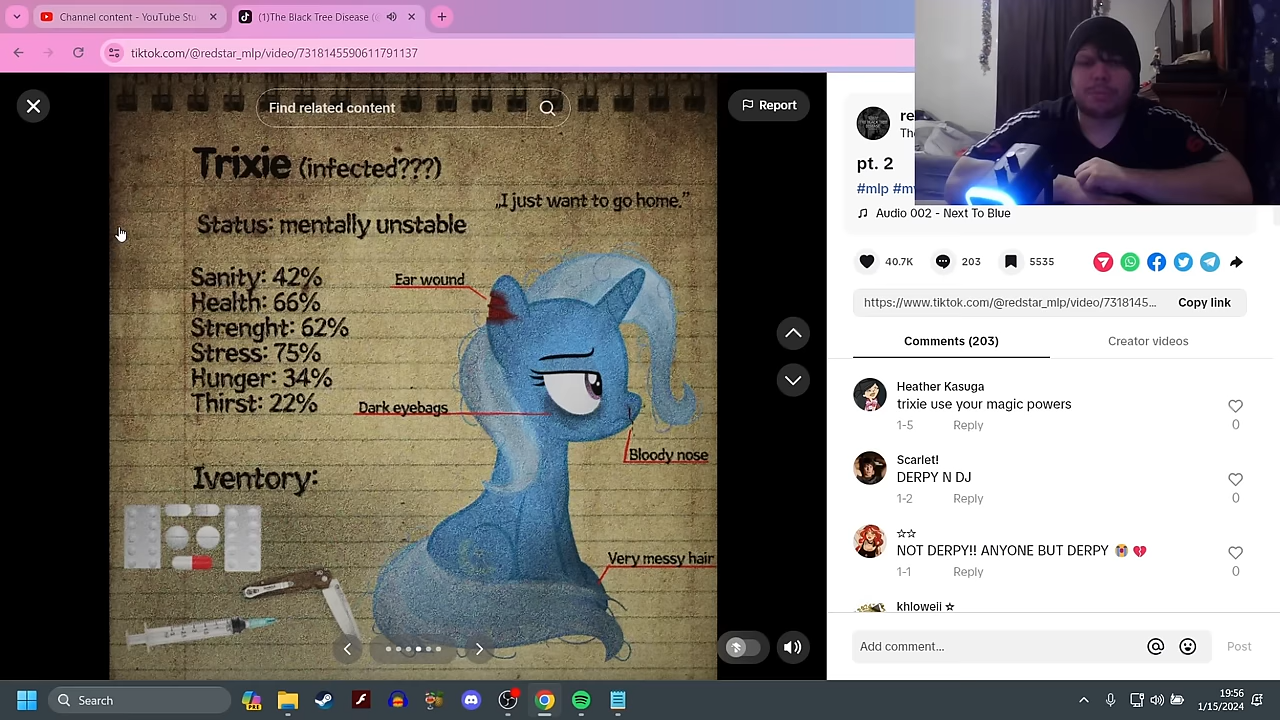 Channel content - YouTube Stu
(1)The Black Tree Disease (
tiktok.com/@redstar_mlp/video/7318145590611791137
Find related content
Report
Trixie (infected???)
„I just want to go home.”
Status: mentally unstable
Sanity: 42%
Health: 66%
Strenght: 62%
Stress: 75%
Hunger: 34%
Thirst: 22%
Ear wound
Dark eyebags
Bloody nose
Very messy hair
Iventory:
re
Th
pt. 2
#mlp #m
Audio 002 - Next To Blue
40.7K
203
5535
https://www.tiktok.com/@redstar_mlp/video/7318145...
Copy link
Comments (203)
Creator videos
Heather Kasuga
trixie use your magic powers
1-5 Reply
0
Scarlet!
DERPY N DJ
1-2 Reply
0
☆☆
NOT DERPY!! ANYONE BUT DERPY 😭 💔
1-1 Reply
0
khloweii ☆
Add comment...
Post
Search
PRE
19:56
1/15/2024